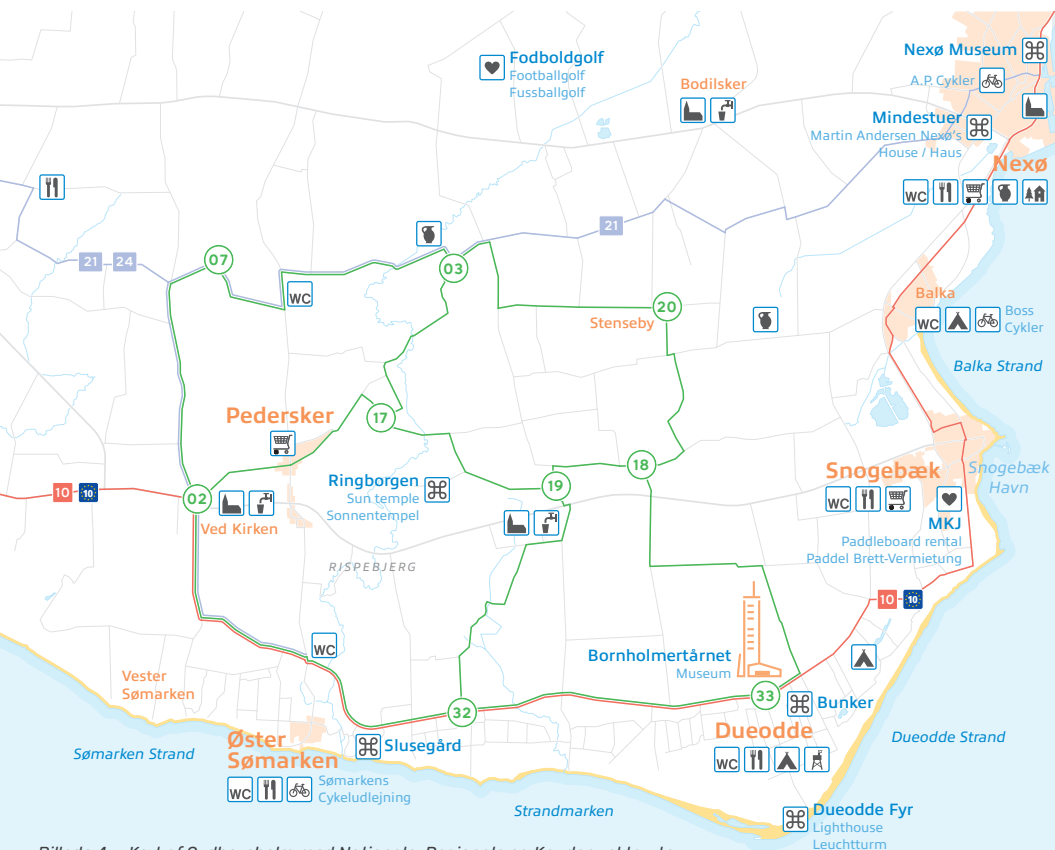 Fodboldgolf
Footballgolf
Fussballgolf
Bodilsker
Nexø Museum
A.P. Cykler
Mindestuer
Martin Andersen Nexø's
House / Haus
Nexø
WC
21
21 24
07
03
WC
20
Stenseby
Balka
WC
Boss
Cykler
Balka Strand
Pedersker
17
Ringborgen
Sun temple
Sonnentempel
18
19
Snogebæk
WC
Snogebæk
Havn
MKJ
Paddleboard rental
Paddel Brett-Vermietung
10 10
02
Ved Kirken
RISPEBJERG
10 10
WC
Bornholmertårnet
Museum
33
Bunker
32
Vester
Sømarken
Øster
Sømarken
WC
Sømarkens
Cykeludlejning
Slusegård
Dueodde
WC
Dueodde Strand
Sømarken Strand
Strandmarken
Dueodde Fyr
Lighthouse
Leuchtturm